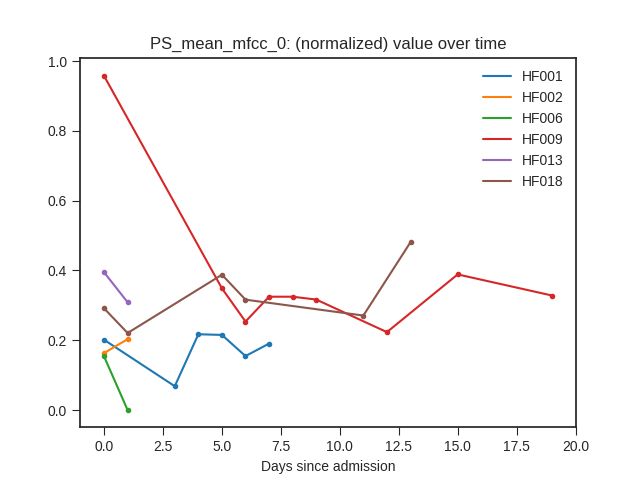 PS_mean_mfcc_0: (normalized) value over time
1.0
0.8
0.6
0.4
0.2
0.0
HF001
HF002
HF006
HF009
HF013
HF018
0.0 2.5 5.0 7.5 10.0 12.5 15.0 17.5 20.0
Days since admission